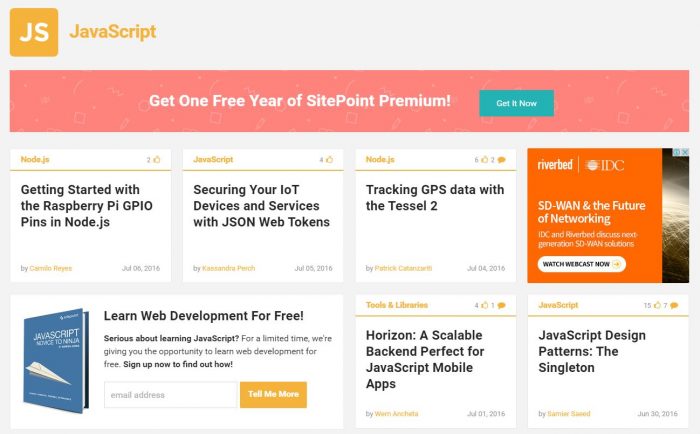 JS JavaScript
Get One Free Year of SitePoint Premium!
Get It Now
Node.js 2
Getting Started with
the Raspberry Pi GPIO
Pins in Node.js
by Camilo Reyes Jul 06, 2016
JavaScript 4
Securing Your IoT
Devices and Services
with JSON Web Tokens
by Kassandra Perch Jul 05, 2016
Node.js 6 2
Tracking GPS data with
the Tessel 2
by Patrick Catanzariti Jul 04, 2016
riverbed IDC
SD-WAN & the Future
of Networking
IDC and Riverbed discuss next-
generation SD-WAN solutions
WATCH WEBCAST NOW
JAVASCRIPT
NOVICE TO NINJA
Learn Web Development For Free!
Serious about learning JavaScript? For a limited time, we're
giving you the opportunity to learn web development for
free. Sign up now to find out how!
email address Tell Me More
Tools & Libraries 4 1
Horizon: A Scalable
Backend Perfect for
JavaScript Mobile
Apps
by Wern Ancheta Jul 01, 2016
JavaScript 15 7
JavaScript Design
Patterns: The
Singleton
by Samier Saeed Jun 30, 2016